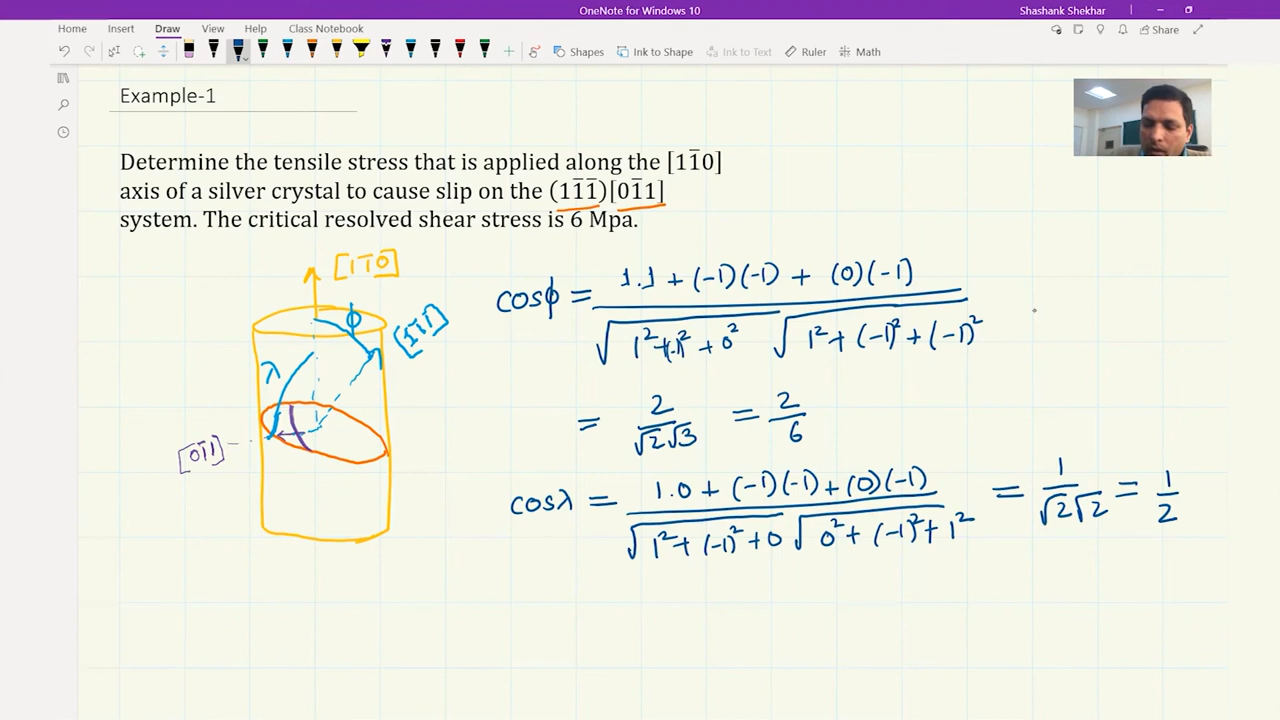 OneNote for Windows 10
Shashank Shekhar
Home Insert Draw View Help Class Notebook
Share
Shapes Ink to Shape Ink to Text Ruler Math
Example-1
Determine the tensile stress that is applied along the [11̅0]
axis of a silver crystal to cause slip on the (11̅1̅)[01̅1]
system. The critical resolved shear stress is 6 Mpa.
[11̅0]
ϕ
[11̅1̅]
λ
[01̅1]
cosϕ = (1.1 + (-1)(-1) + (0)(-1)) / (√(1² + (-1)² + 0²) √(1² + (-1)² + (-1)²))
= 2/(√2√3) = 2/6
cosλ = (1.0 + (-1)(-1) + (0)(-1)) / (√(1² + (-1)² + 0) √(0² + (-1)² + 1²)) = 1/(√2√2) = 1/2